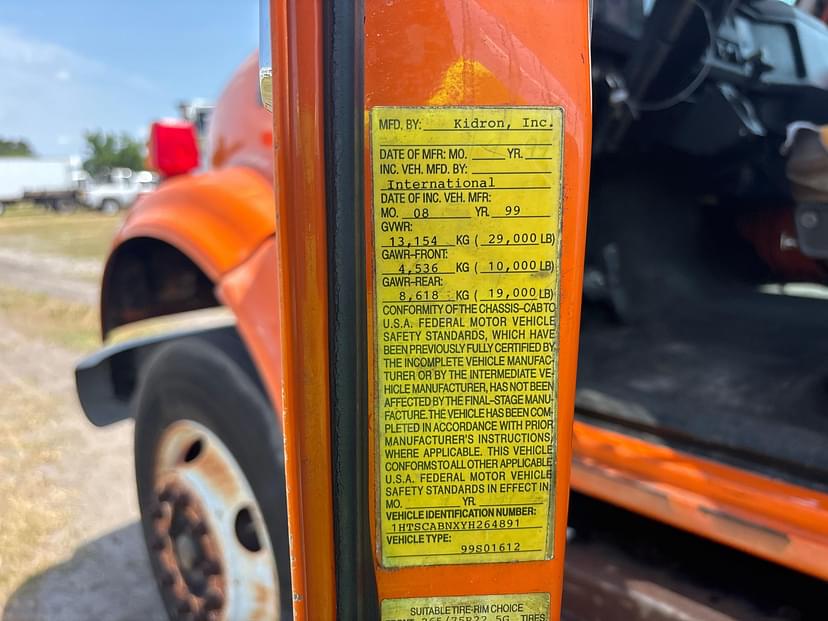 MFD. BY: Kidron, Inc.
DATE OF MFR: MO. YR.
INC. VEH. MFD. BY:
International
DATE OF INC. VEH. MFR:
MO. 08 YR. 99
GVWR:
13,154 KG ( 29,000 LB)
GAWR-FRONT:
4,536 KG ( 10,000 LB)
GAWR-REAR:
8,618 KG ( 19,000 LB)
CONFORMITY OF THE CHASSIS-CAB TO
U.S.A. FEDERAL MOTOR VEHICLE
SAFETY STANDARDS, WHICH HAVE
BEEN PREVIOUSLY FULLY CERTIFIED BY
THE INCOMPLETE VEHICLE MANUFAC
TURER OR BY THE INTERMEDIATE VE
HICLE MANUFACTURER, HAS NOT BEEN
AFFECTED BY THE FINAL-STAGE MANU
FACTURE. THE VEHICLE HAS BEEN COM
PLETED IN ACCORDANCE WITH PRIOR
MANUFACTURER'S INSTRUCTIONS,
WHERE APPLICABLE. THIS VEHICLE
CONFORMS TO ALL OTHER APPLICABLE
U.S.A. FEDERAL MOTOR VEHICLE
SAFETY STANDARDS IN EFFECT IN
MO. YR.
VEHICLE IDENTIFICATION NUMBER:
1HTSCABNXYH264891
VEHICLE TYPE:
99S01612
SUITABLE TIRE-RIM CHOICE
TIRES